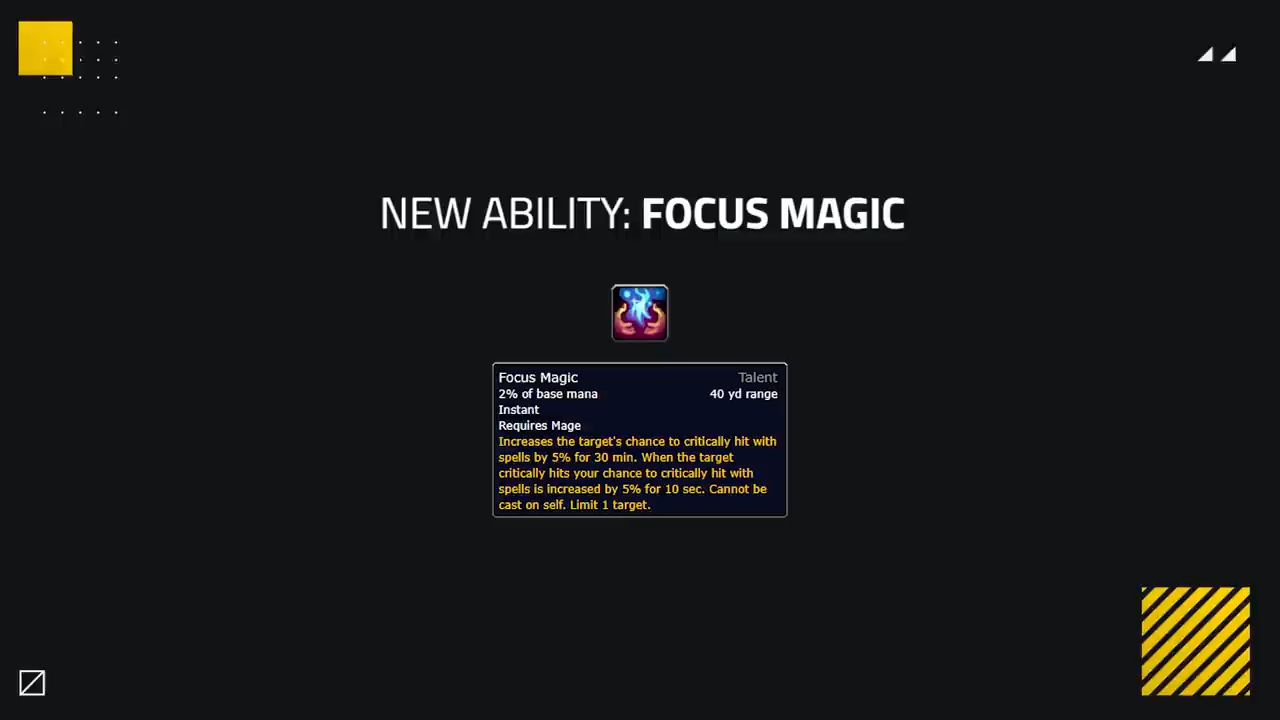 NEW ABILITY: FOCUS MAGIC
Focus Magic Talent
2% of base mana 40 yd range
Instant
Requires Mage
Increases the target's chance to critically hit with
spells by 5% for 30 min. When the target
critically hits your chance to critically hit with
spells is increased by 5% for 10 sec. Cannot be
cast on self. Limit 1 target.